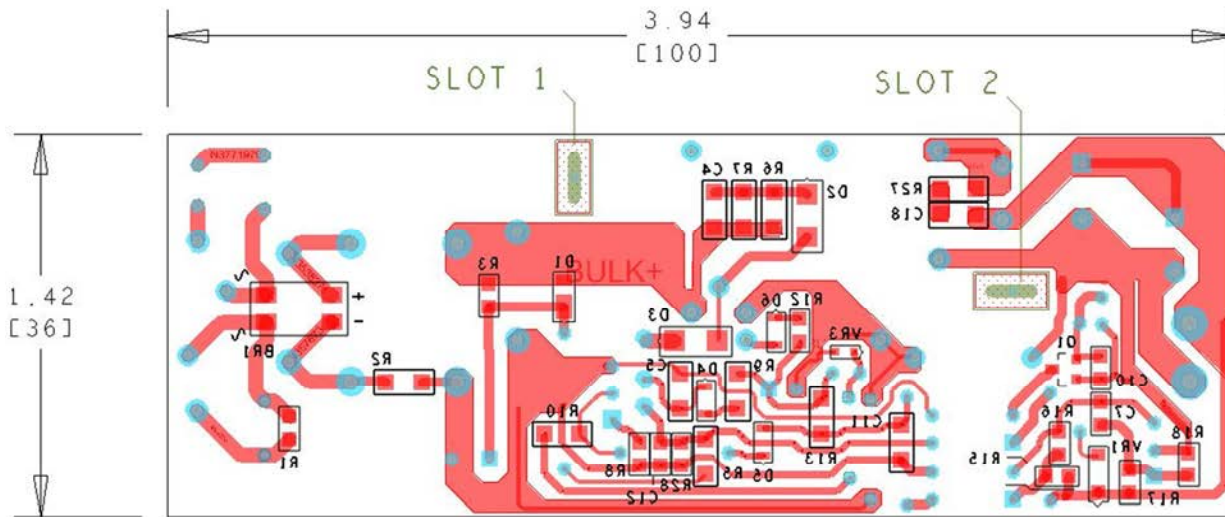 3.94
[100]
SLOT 1
SLOT 2
C4 R7 R6
D2
R27
C18
BULK+
R3
D1
1.42
[36]
+
-
BR1
R2
D3
D6 R12
VR3
C5 D4 R9
Q1
C10
R10
C11
R16
C7
R18
R1
R8
R28
R5
D5
R13
R15
VR1
C12
R17